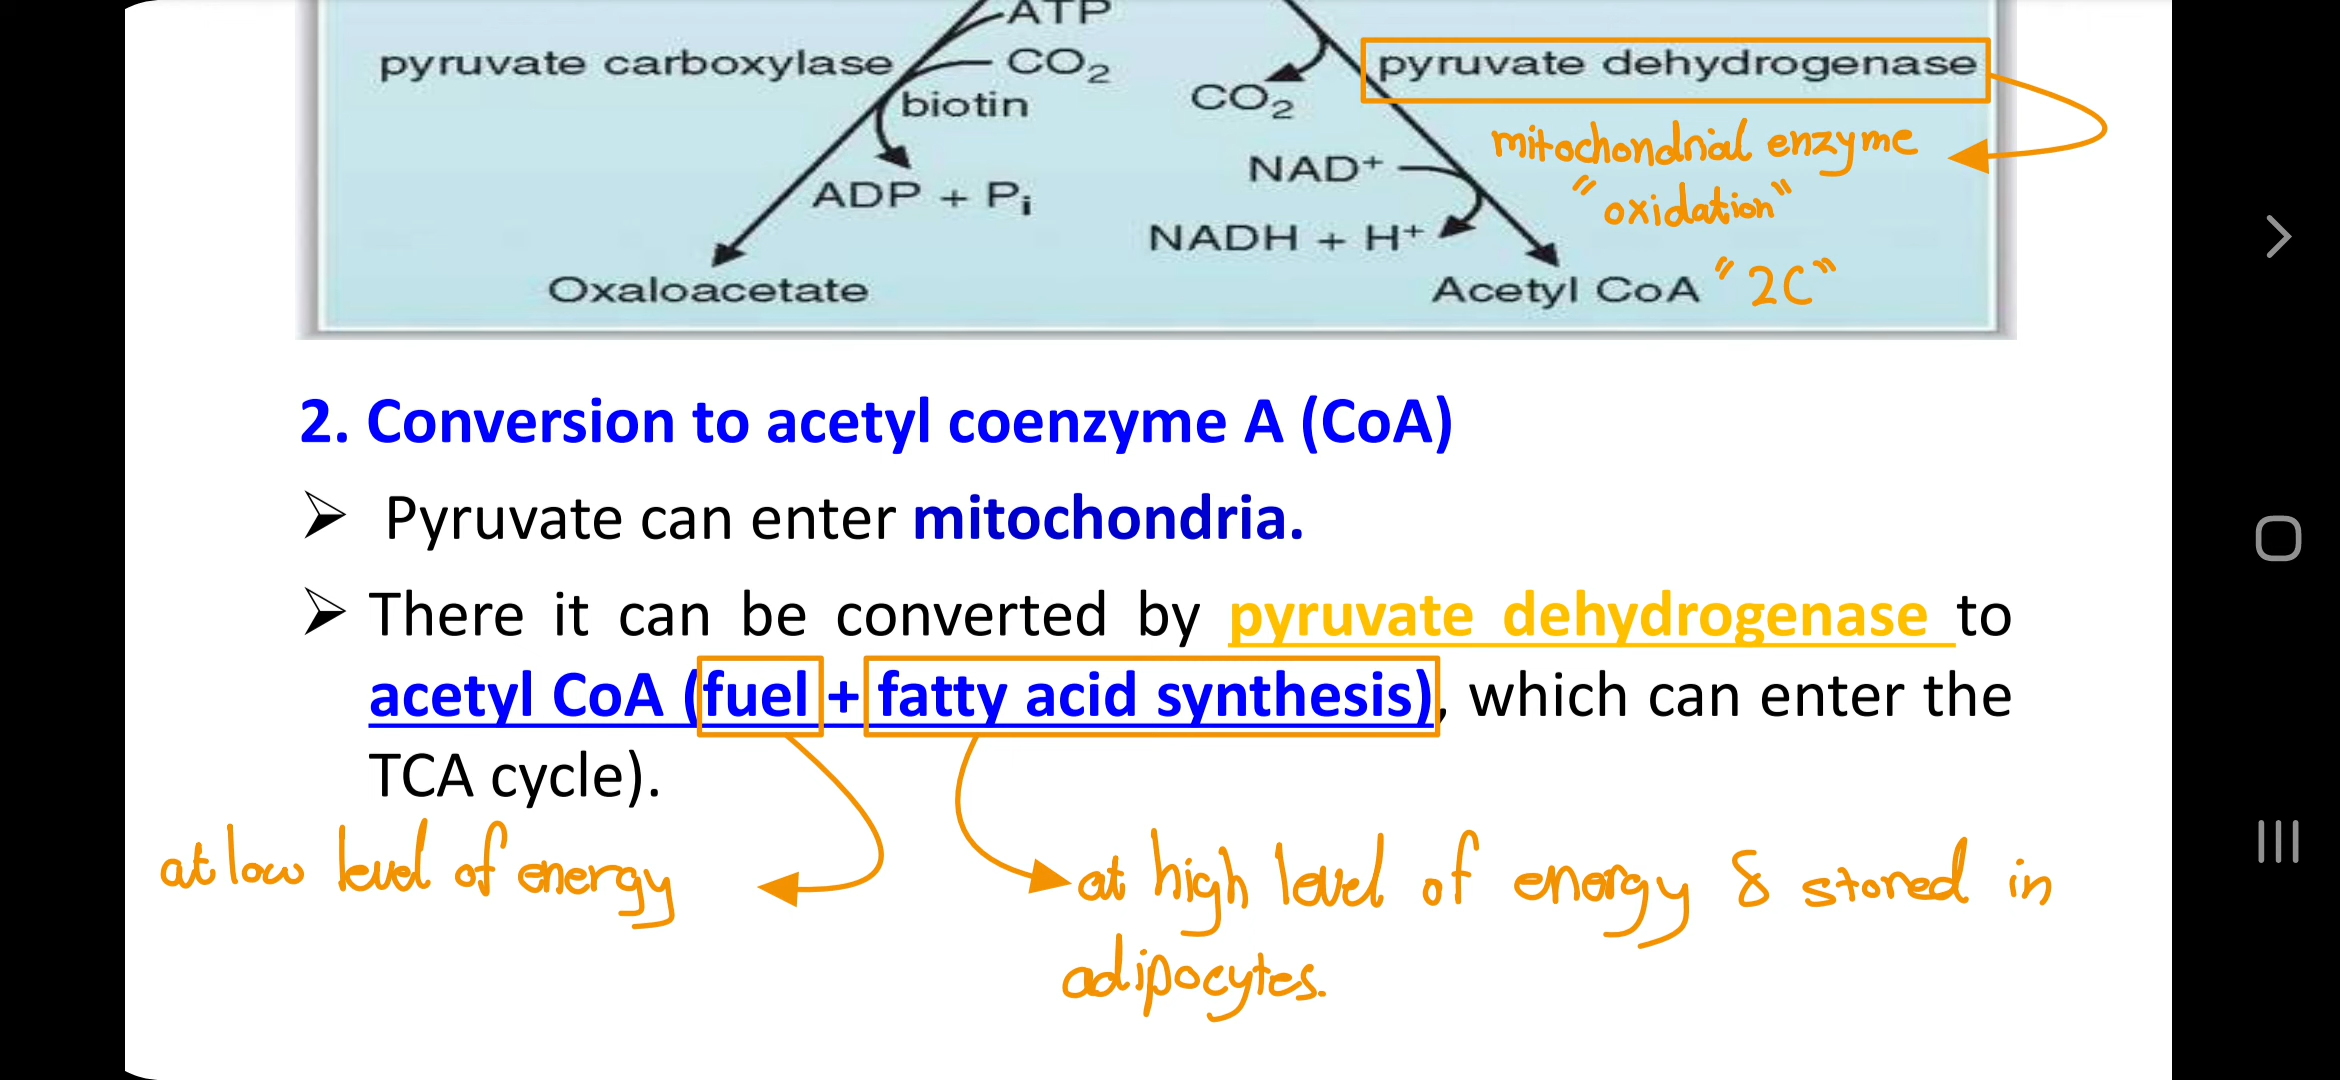 ATP
pyruvate carboxylase CO₂ CO₂ pyruvate dehydrogenase
biotin
mitochondrial enzyme
NAD⁺
ADP + Pi "oxidation"
NADH + H⁺
Oxaloacetate Acetyl CoA "2C"
2. Conversion to acetyl coenzyme A (CoA)
➢ Pyruvate can enter mitochondria.
➢ There it can be converted by pyruvate dehydrogenase to
acetyl CoA (fuel + fatty acid synthesis), which can enter the
TCA cycle).
at low level of energy
at high level of energy & stored in
adipocytes.